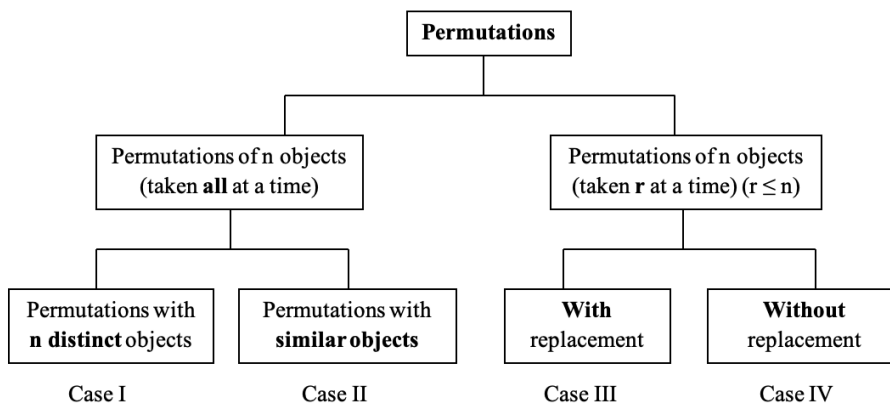 Permutations
Permutations of n objects
(taken all at a time)
Permutations of n objects
(taken r at a time) (r ≤ n)
Permutations with
n distinct objects
Permutations with
similar objects
With
replacement
Without
replacement
Case I
Case II
Case III
Case IV